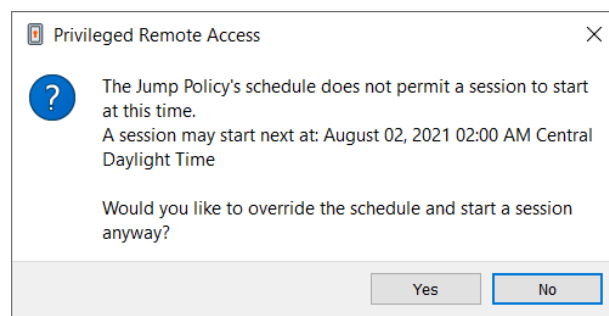 Privileged Remote Access
The Jump Policy's schedule does not permit a session to start
at this time.
A session may start next at: August 02, 2021 02:00 AM Central
Daylight Time
Would you like to override the schedule and start a session
anyway?
Yes
No